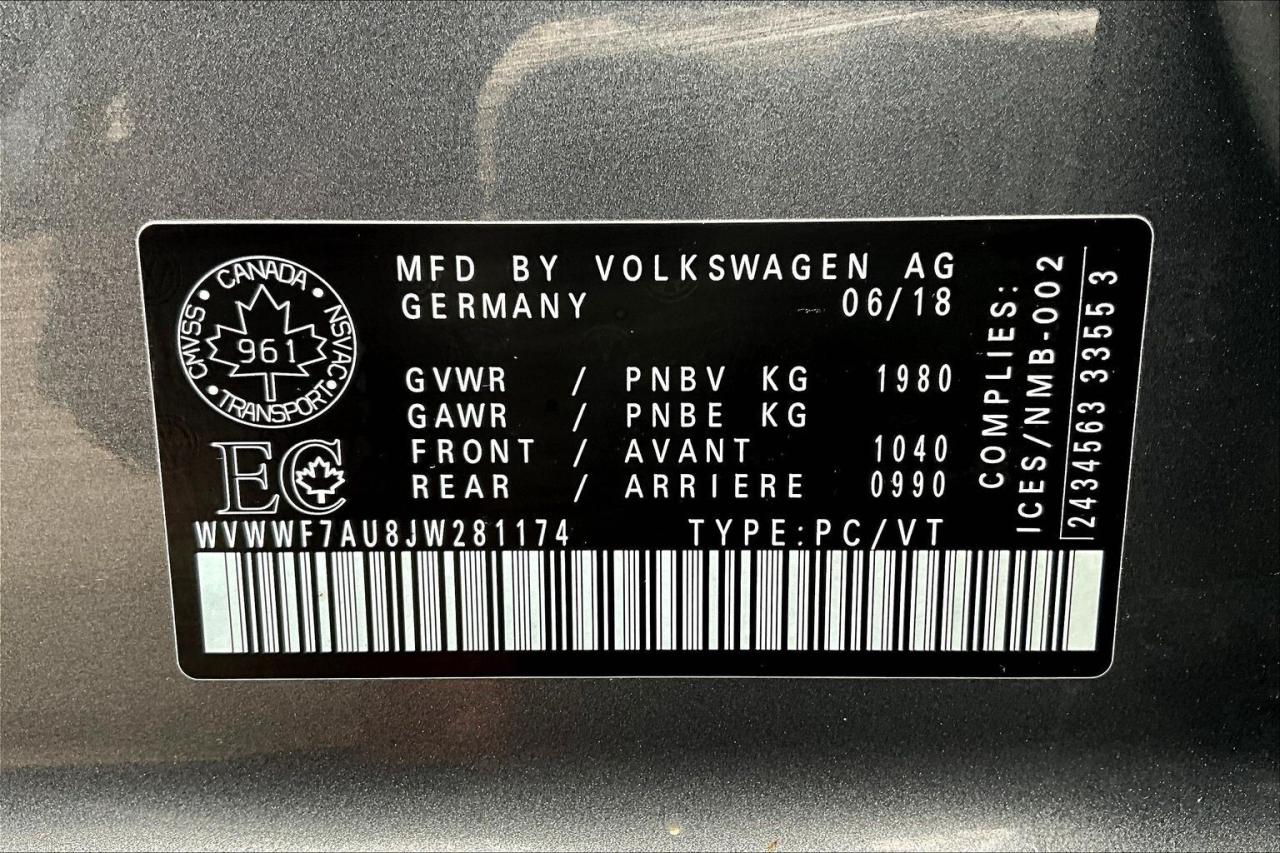 CANADA
CMVSS • NSVAC
961
• TRANSPORT •
MFD BY VOLKSWAGEN AG
GERMANY 06/18
GVWR / PNBV KG 1980
GAWR / PNBE KG
FRONT / AVANT 1040
REAR / ARRIERE 0990
EC
WVWWF7AU8JW281174 TYPE:PC/VT
COMPLIES:
ICES/NMB-002
2434563 3355 3